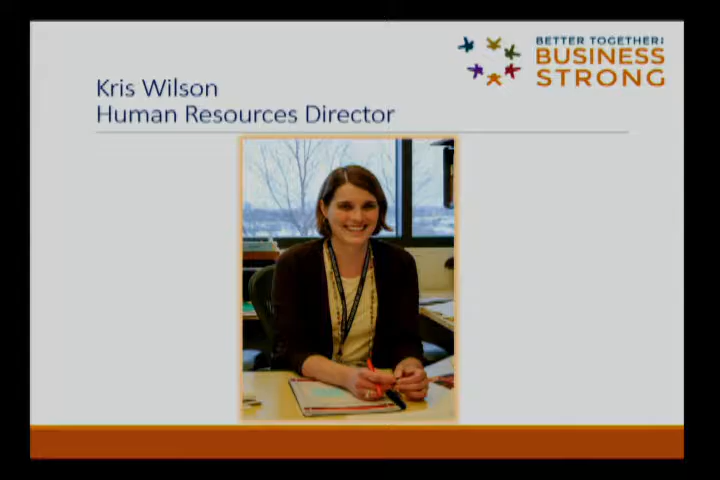 BETTER TOGETHER:
BUSINESS
STRONG
Kris Wilson
Human Resources Director